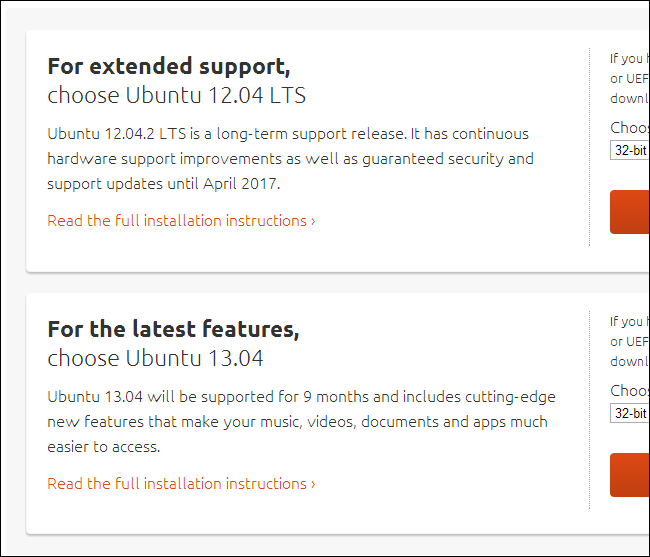 For extended support,
choose Ubuntu 12.04 LTS
Ubuntu 12.04.2 LTS is a long-term support release. It has continuous
hardware support improvements as well as guaranteed security and
support updates until April 2017.
Read the full installation instructions ›
If you
or UEF
downl
Choos
32-bit
For the latest features,
choose Ubuntu 13.04
Ubuntu 13.04 will be supported for 9 months and includes cutting-edge
new features that make your music, videos, documents and apps much
easier to access.
Read the full installation instructions ›
If you
or UEF
downl
Choos
32-bit